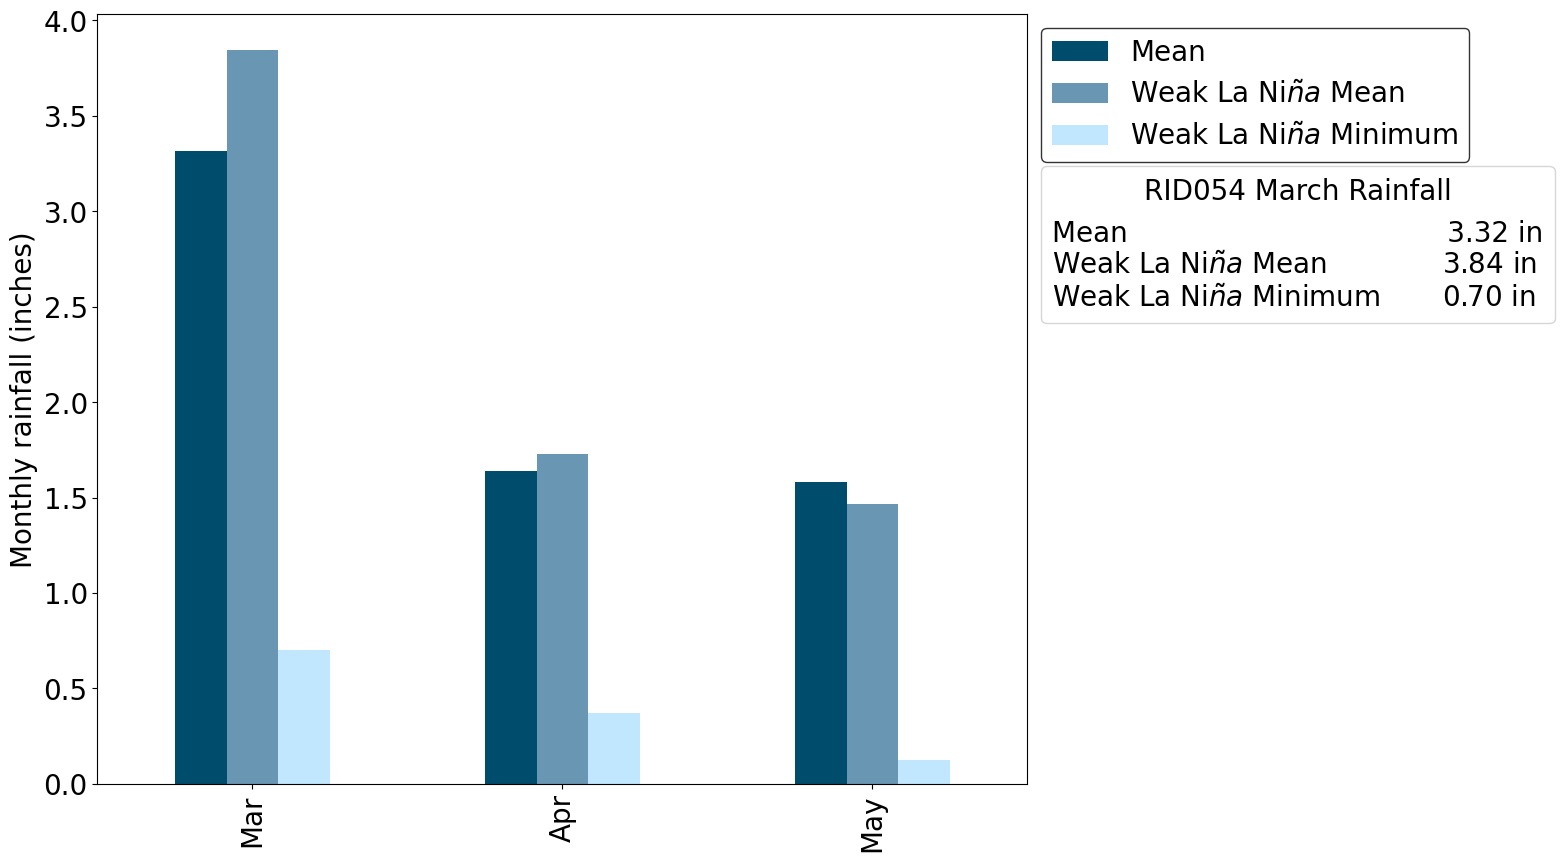 4.0
3.5
3.0
2.5
2.0
1.5
1.0
0.5
0.0
Monthly rainfall (inches)
Mar
Apr
May
Mean
Weak La Niña Mean
Weak La Niña Minimum
RID054 March Rainfall
Mean 3.32 in
Weak La Niña Mean 3.84 in
Weak La Niña Minimum 0.70 in